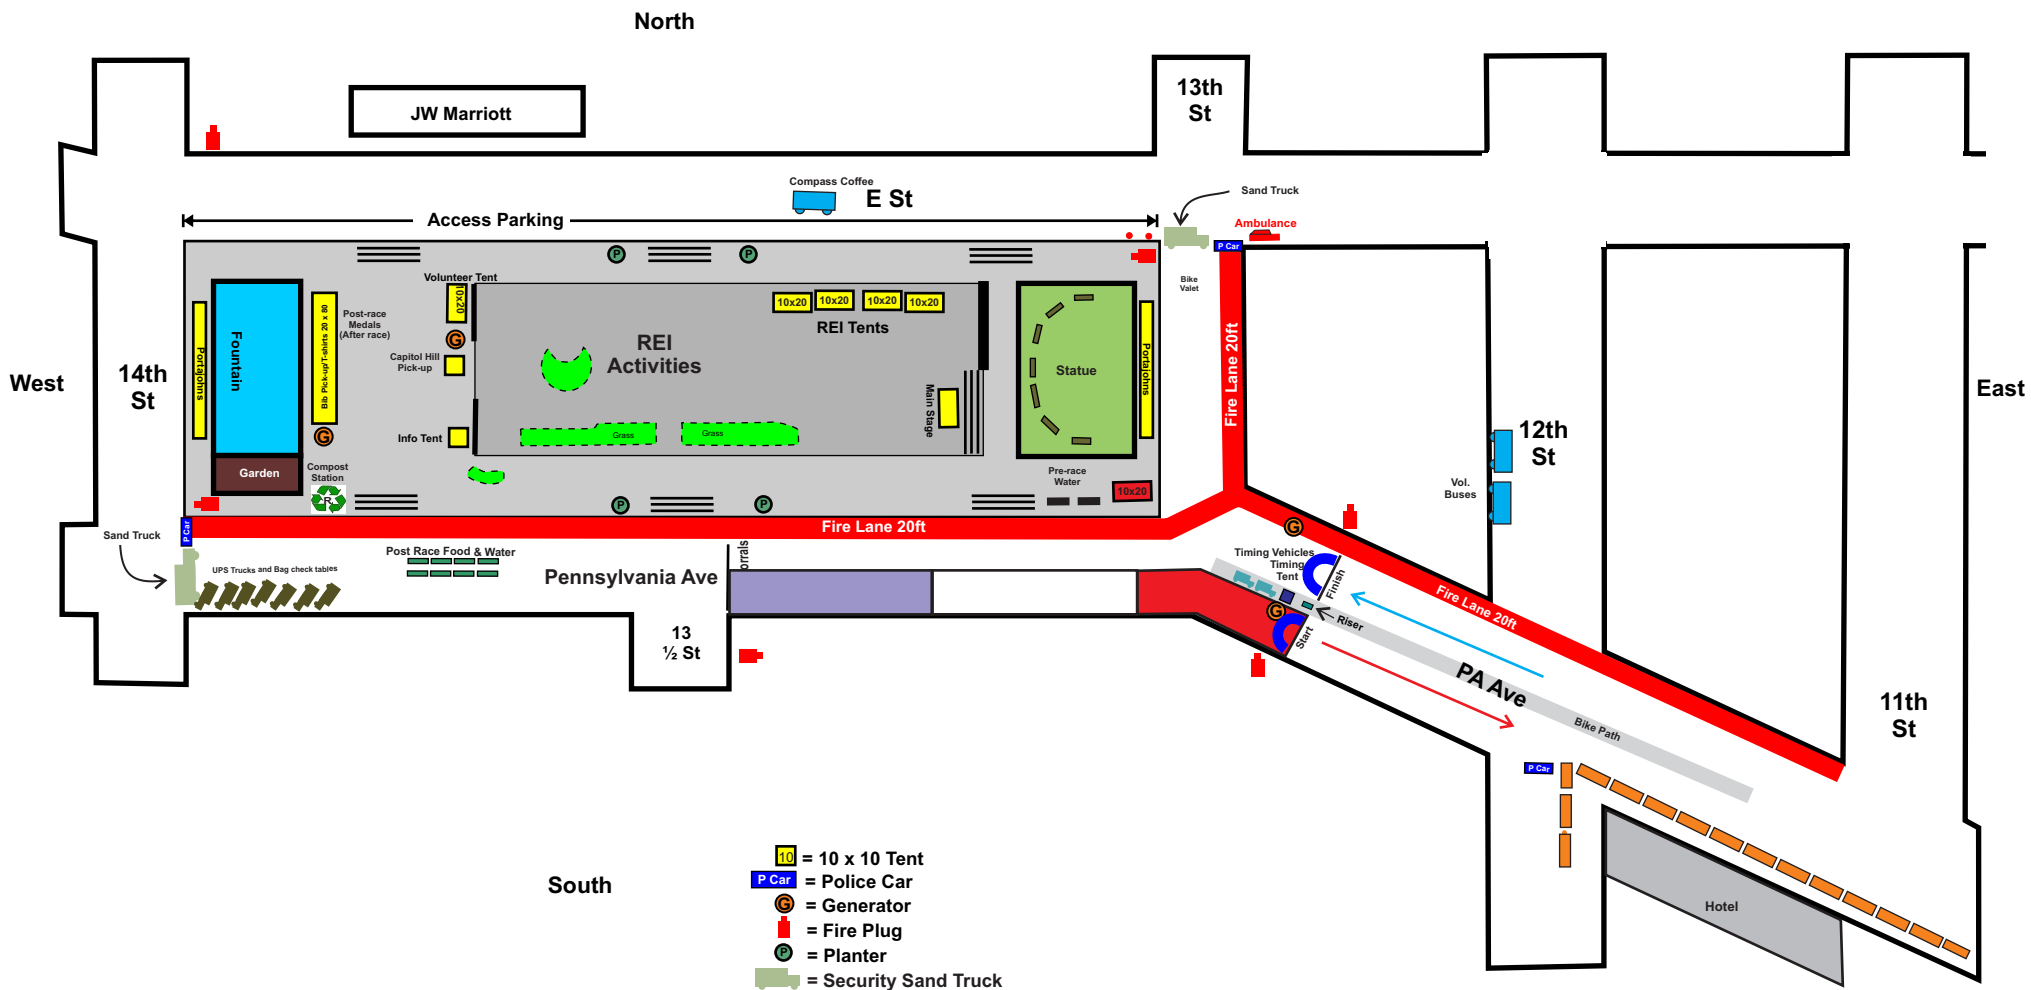 North
JW Marriott
13th
St
Compass Coffee
E St
Sand Truck
Access Parking
Ambulance
P Car
Volunteer Tent
10x20
Bike
Valet
Post-race
Medals
(After race)
Bib Pick-up/T-shirts 20 x 80
Fountain
Portajohns
G
Capitol Hill
Pick-up
REI
Activities
10x20
10x20
10x20
10x20
REI Tents
P
P
Statue
Portajohns
Fire Lane 20ft
West
14th
St
East
Main Stage
Info Tent
Grass
Grass
G
Garden
Compost
Station
R
Pre-race
Water
10x20
P
P
12th
St
Vol.
Buses
P Car
Fire Lane 20ft
Sand Truck
UPS Trucks and Bag check tables
Post Race Food & Water
orrals
Pennsylvania Ave
G
Timing Vehicles
Timing
Tent
Finish
G
Riser
Start
Fire Lane 20ft
13
½ St
PA Ave
Bike Path
11th
St
P Car
Hotel
South
10 = 10 x 10 Tent
P Car = Police Car
G = Generator
= Fire Plug
P = Planter
= Security Sand Truck